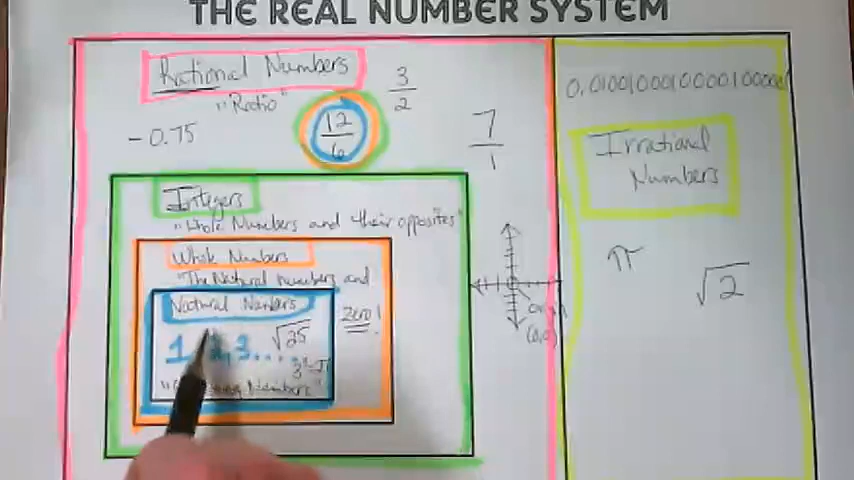 THE REAL NUMBER SYSTEM
Rational Numbers
"Ratio"
3/2
-0.75
12/6
7/1
Integers
"Whole Numbers and their opposites"
Whole Numbers
"The Natural numbers and
zero!
Natural Numbers
1, 2, 3....
√25
Numbers"
(0,0)
0.01001000100001000001
Irrational
Numbers
π
√2